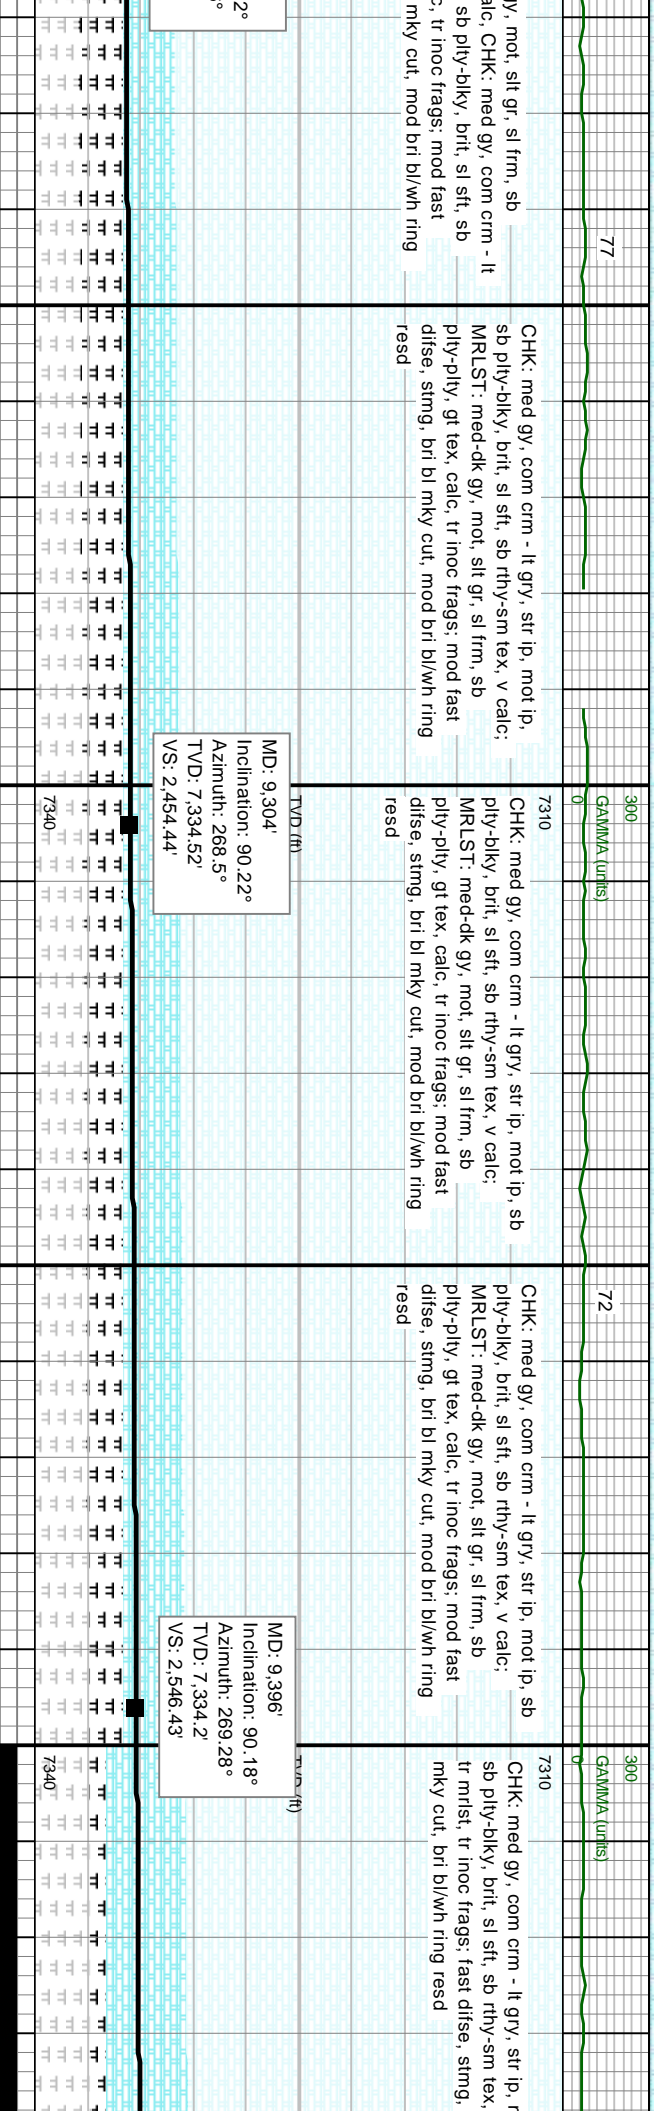 gy, mot, slt gr, sl frm, sb
alc, CHK: med gy, com crm - lt
sb plty-blky, brit, sl sft, sb
c, tr inoc frags; mod fast
mky cut, mod bri bl/wh ring
2°
77
CHK: med gy, com crm - lt gry, str ip, mot ip,
sb plty-blky, brit, sl sft, sb rthy-sm tex, v calc;
MRLST: med-dk gy, mot, slt gr, sl frm, sb
plty-plty, gt tex, calc, tr inoc frags; mod fast
difse, stmg, bri bl mky cut, mod bri bl/wh ring
resd
MD: 9,304'
Inclination: 90.22°
Azimuth: 268.5°
TVD: 7,334.52'
VS: 2,454.44'
300
GAMMA (units)
0
7310
TVD (ft)
7340
CHK: med gy, com crm - lt gry, str ip, mot ip, sb
plty-blky, brit, sl sft, sb rthy-sm tex, v calc;
MRLST: med-dk gy, mot, slt gr, sl frm, sb
plty-plty, gt tex, calc, tr inoc frags; mod fast
difse, stmg, bri bl mky cut, mod bri bl/wh ring
resd
72
CHK: med gy, com crm - lt gry, str ip, mot ip, sb
plty-blky, brit, sl sft, sb rthy-sm tex, v calc;
MRLST: med-dk gy, mot, slt gr, sl frm, sb
plty-plty, gt tex, calc, tr inoc frags; mod fast
difse, stmg, bri bl mky cut, mod bri bl/wh ring
resd
MD: 9,396'
Inclination: 90.18°
Azimuth: 269.28°
TVD: 7,334.2'
VS: 2,546.43'
300
GAMMA (units)
0
7310
TVD (ft)
7340
CHK: med gy, com crm - lt gry, str ip,
sb plty-blky, brit, sl sft, sb rthy-sm tex,
tr mrlst, tr inoc frags; fast difse, stmg,
mky cut, bri bl/wh ring resd